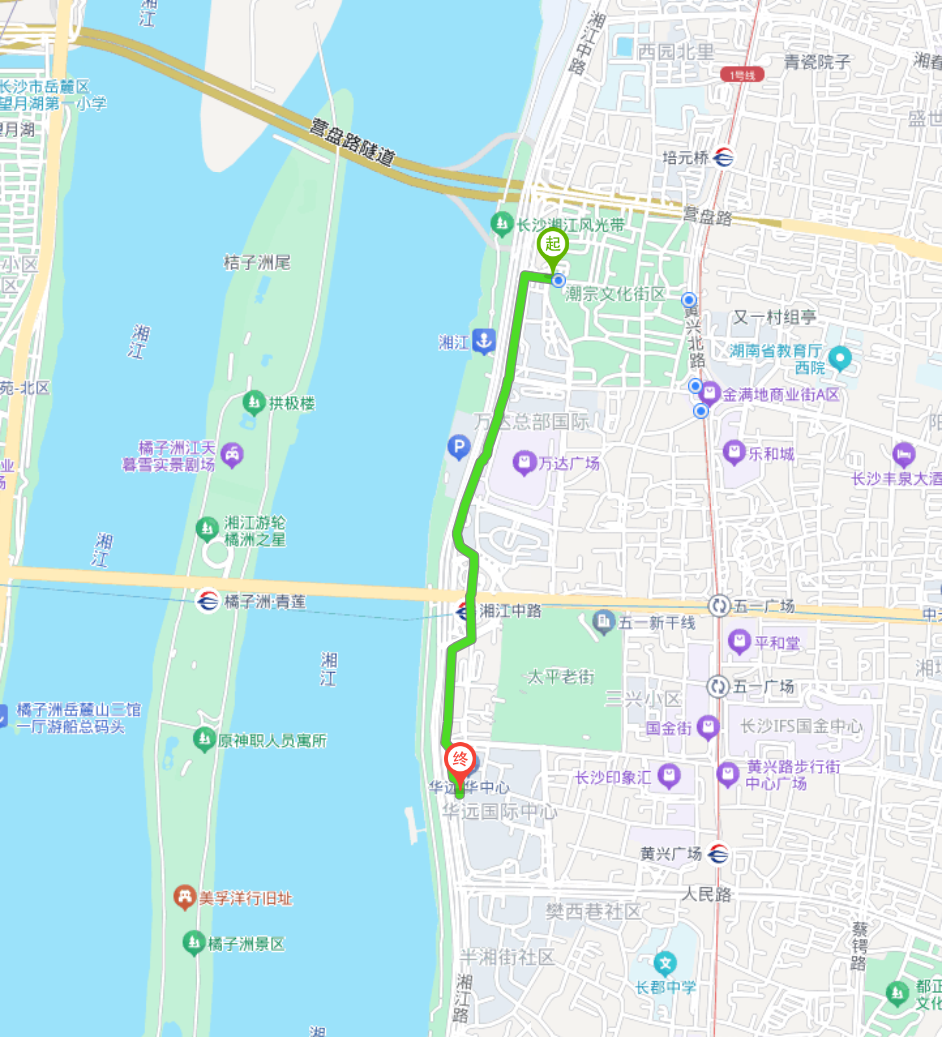 湘江
湘江中路
西园北里
青瓷院子
湘春
1号线
长沙市岳麓区
望月湖第一小学
望月湖
盛世
营盘路隧道
培元桥
营盘路
长沙湘江风光带
起
小区
区
桔子洲尾
潮宗文化街区
黄兴北路
又一村组亭
湘江
湘江
湖南省教育厅
西院
苑-北区
金满地商业街A区
拱极楼
万达总部国际
阳
橘子洲江天
暮雪实景剧场
P
万达广场
乐和城
业
场
长沙丰泉大酒
湘江游轮
橘洲之星
湘江
橘子洲·青莲
湘江中路
五一广场
五一新干线
中天
平和堂
湘江
太平老街
五一广场
三兴小区
橘子洲岳麓山三馆
一厅游船总码头
国金街
长沙IFS国金中心
原神职人员寓所
终
长沙印象汇
黄兴路步行街
中心广场
华远·华中心
华远国际中心
黄兴广场
美孚洋行旧址
人民路
樊西巷社区
橘子洲景区
蔡锷路
半湘街社区
文
长郡中学
湘江路
都正
文化
湘